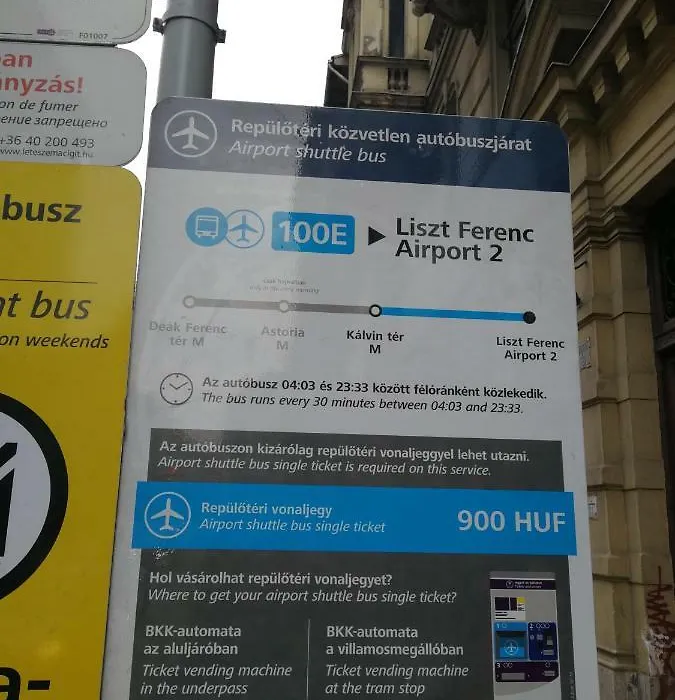 F01007
an
nyzás!
on de fumer
ение запрещено
+36 40 200 493
www.leteszemacigit.hu
busz
t bus
on weekends
a-
Repülőtéri közvetlen autóbuszjárat
Airport shuttle bus
100E
Liszt Ferenc
Airport 2
Deák Ferenc
tér M
Astoria
M
Kálvin tér
M
Liszt Ferenc
Airport 2
Az autóbusz 04:03 és 23:33 között félóránként közlekedik.
The bus runs every 30 minutes between 04:03 and 23:33.
Az autóbuszon kizárólag repülőtéri vonaljeggyel lehet utazni.
Airport shuttle bus single ticket is required on this service.
Repülőtéri vonaljegy
Airport shuttle bus single ticket
900 HUF
Hol vásárolhat repülőtéri vonaljegyet?
Where to get your airport shuttle bus single ticket?
BKK-automata
az aluljáróban
Ticket vending machine
in the underpass
BKK-automata
a villamosmegállóban
Ticket vending machine
at the tram stop